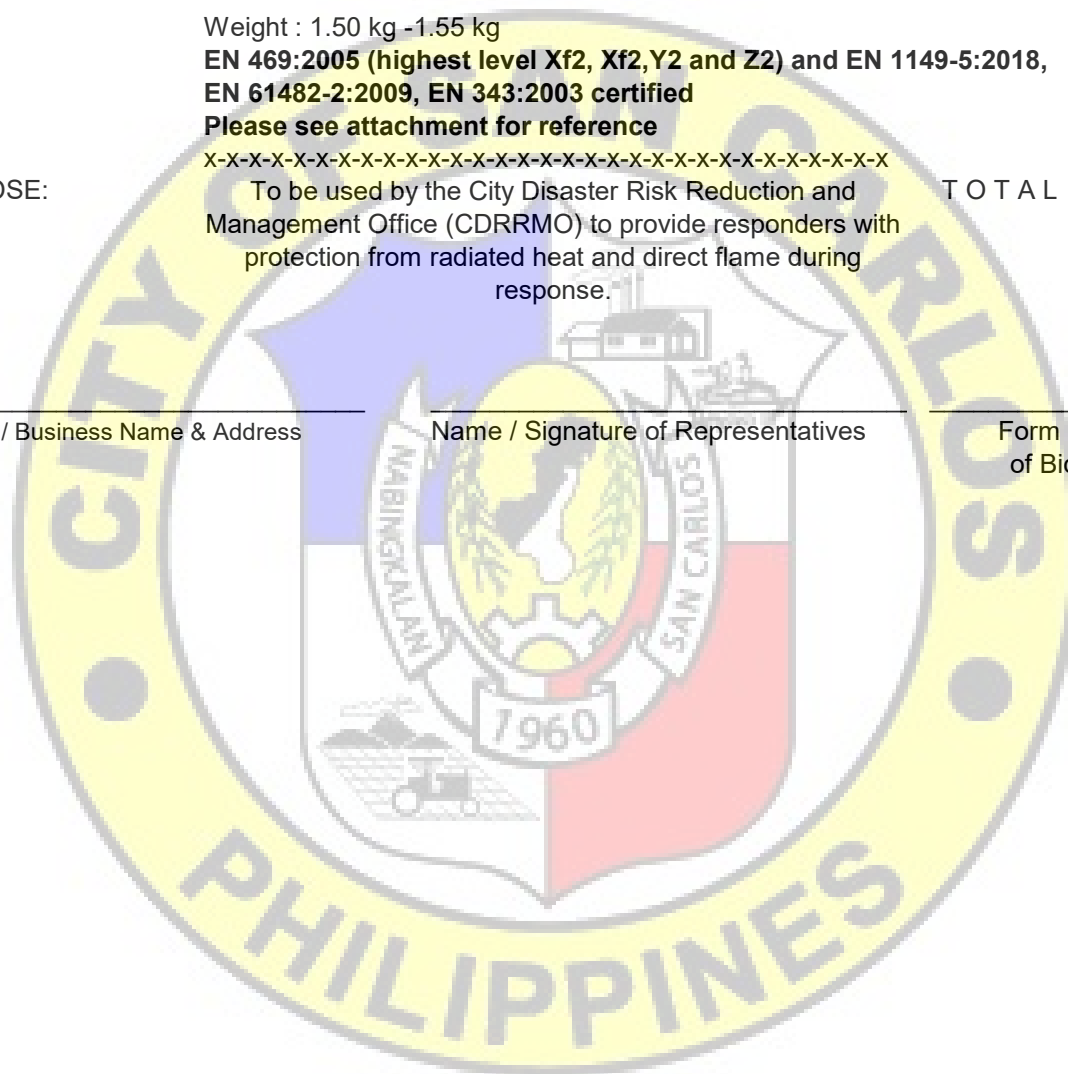 Weight : 1.50 kg -1.55 kg
EN 469:2005 (highest level Xf2, Xf2,Y2 and Z2) and EN 1149-5:2018,
EN 61482-2:2009, EN 343:2003 certified
Please see attachment for reference
x-x-x-x-x-x-x-x-x-x-x-x-x-x-x-x-x-x-x-x-x-x-x-x-x-x-x-x-x-x-x
OSE:
To be used by the City Disaster Risk Reduction and
T O T A L
Management Office (CDRRMO) to provide responders with
protection from radiated heat and direct flame during
response.
/ Business Name & Address
Name / Signature of Representatives
Form
of Bid
CITY OF SAN CARLOS
NABINGKALAN
SAN CARLOS
1960
PHILIPPINES